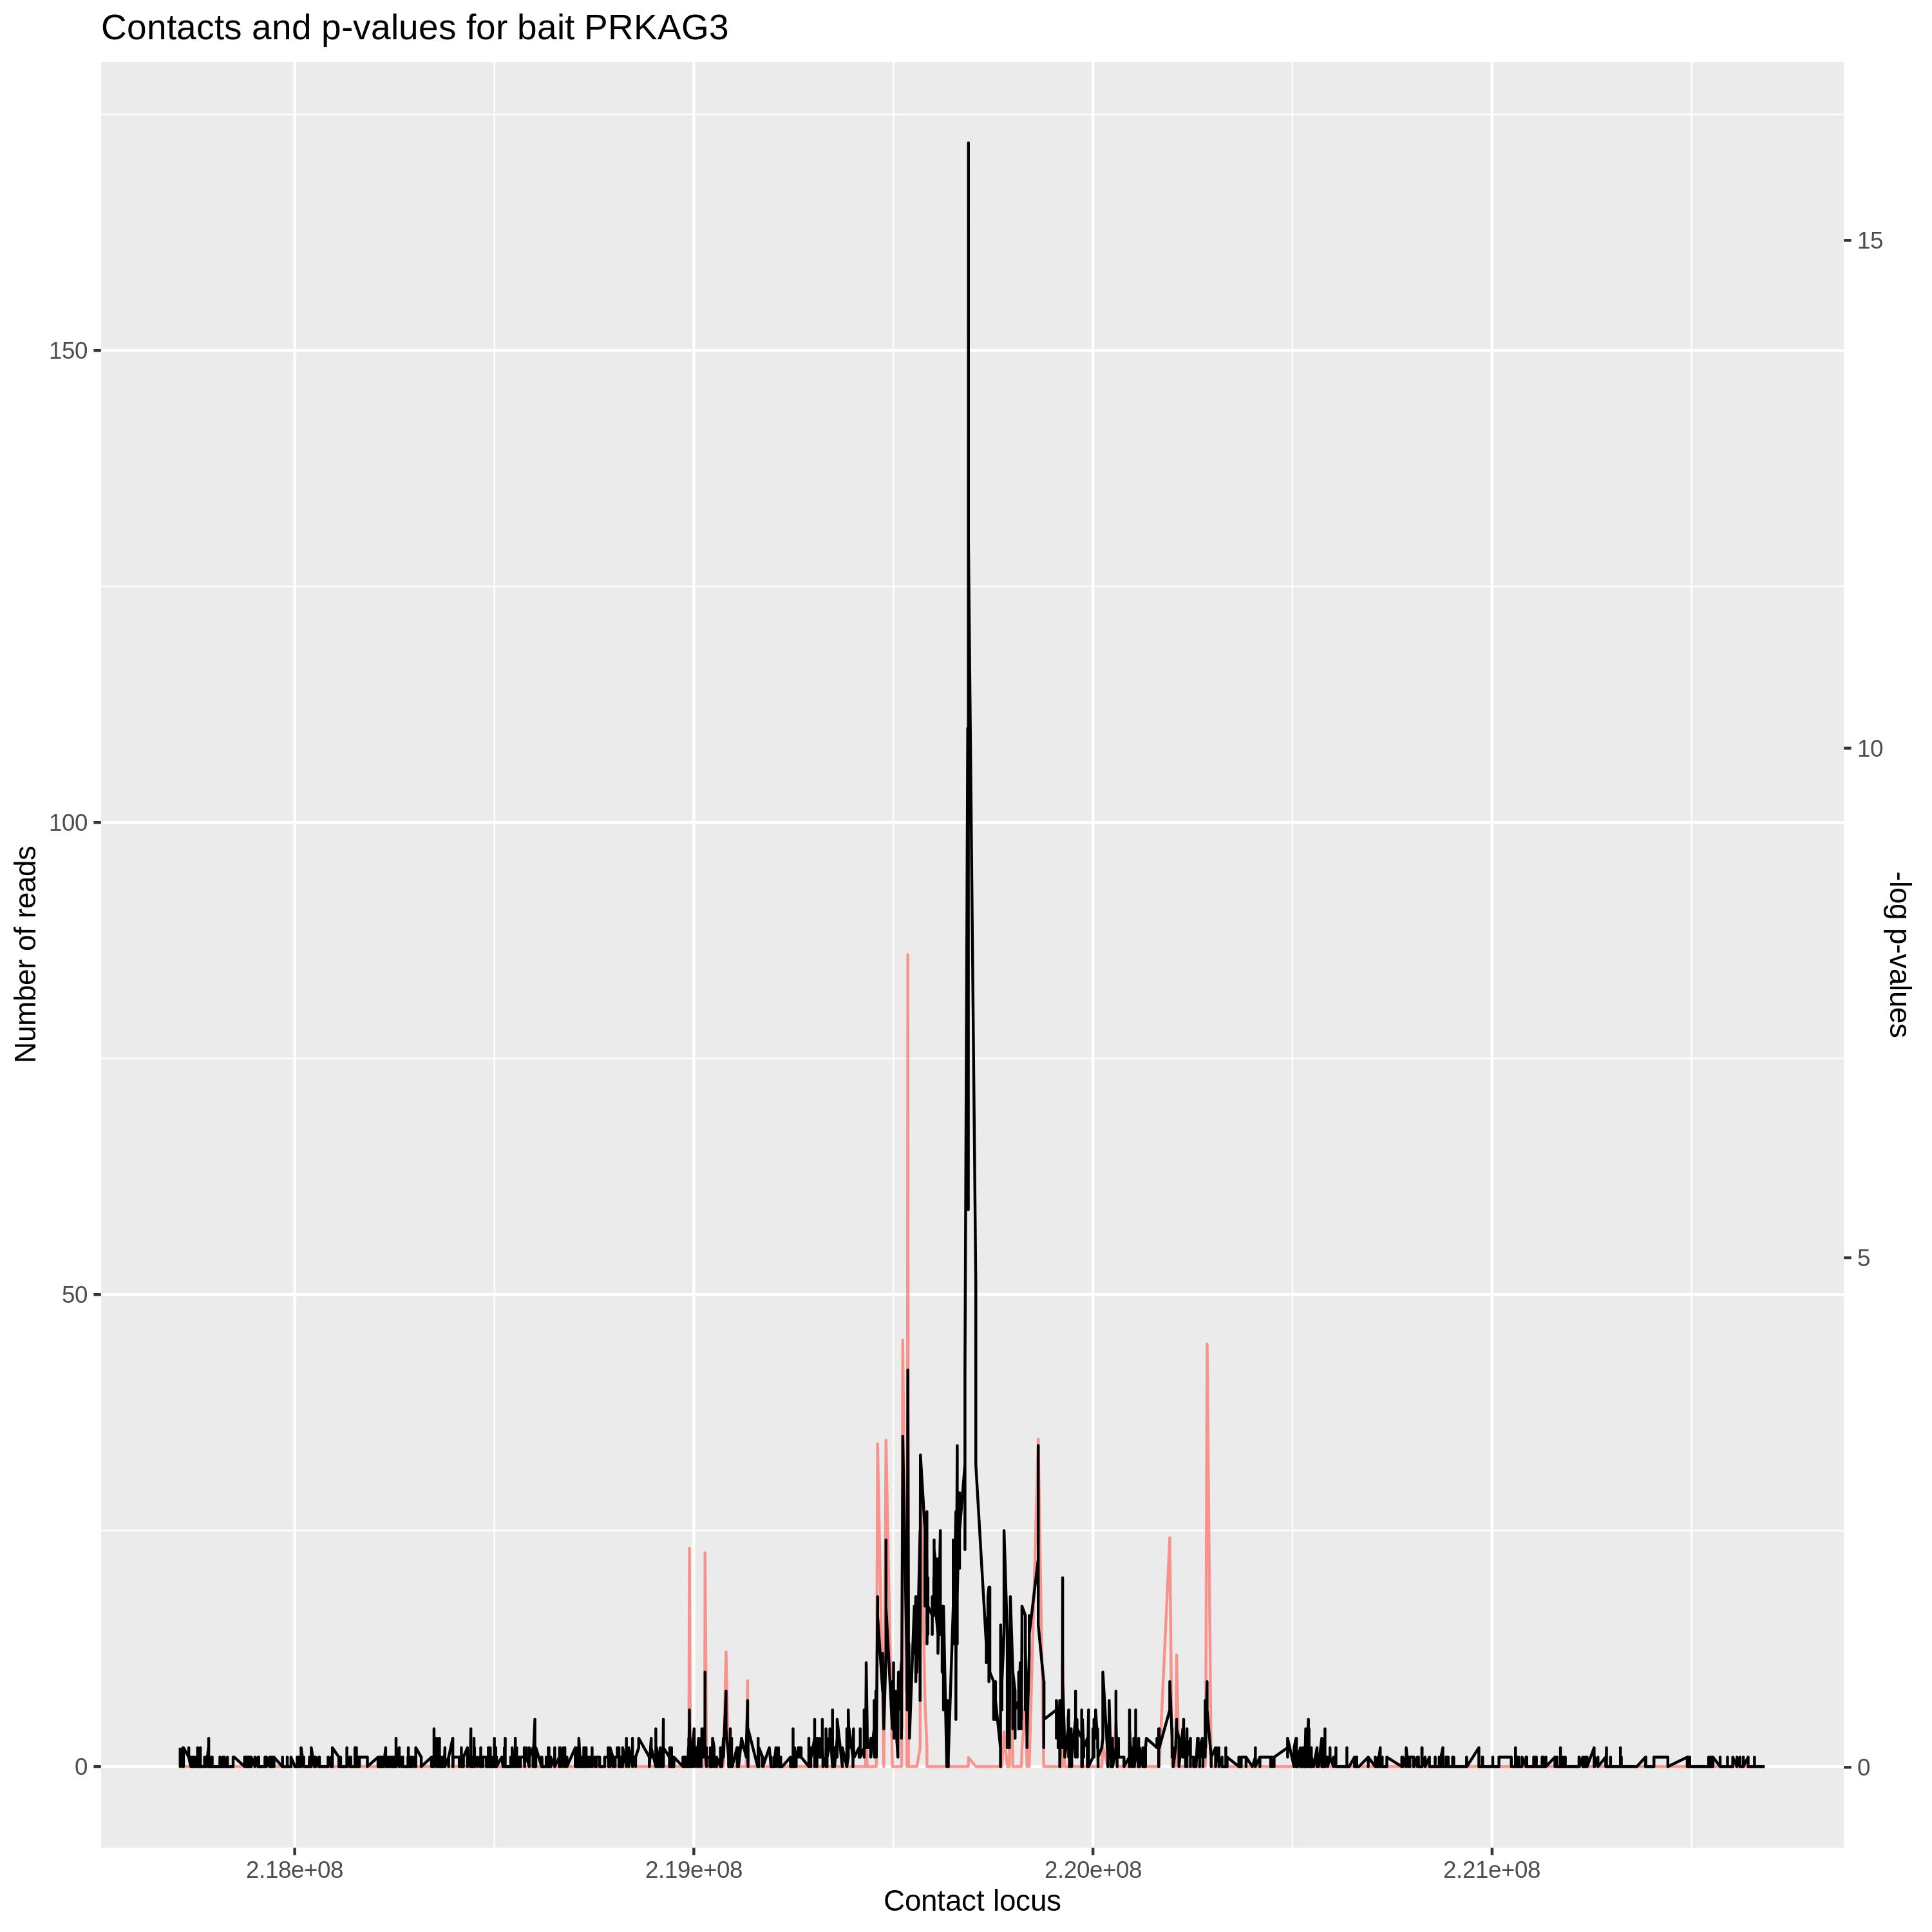 Contacts and p-values for bait PRKAG3
Number of reads
150
100
50
0
15
10
5
0
-log p-values
2.18e+08
2.19e+08
2.20e+08
2.21e+08
Contact locus